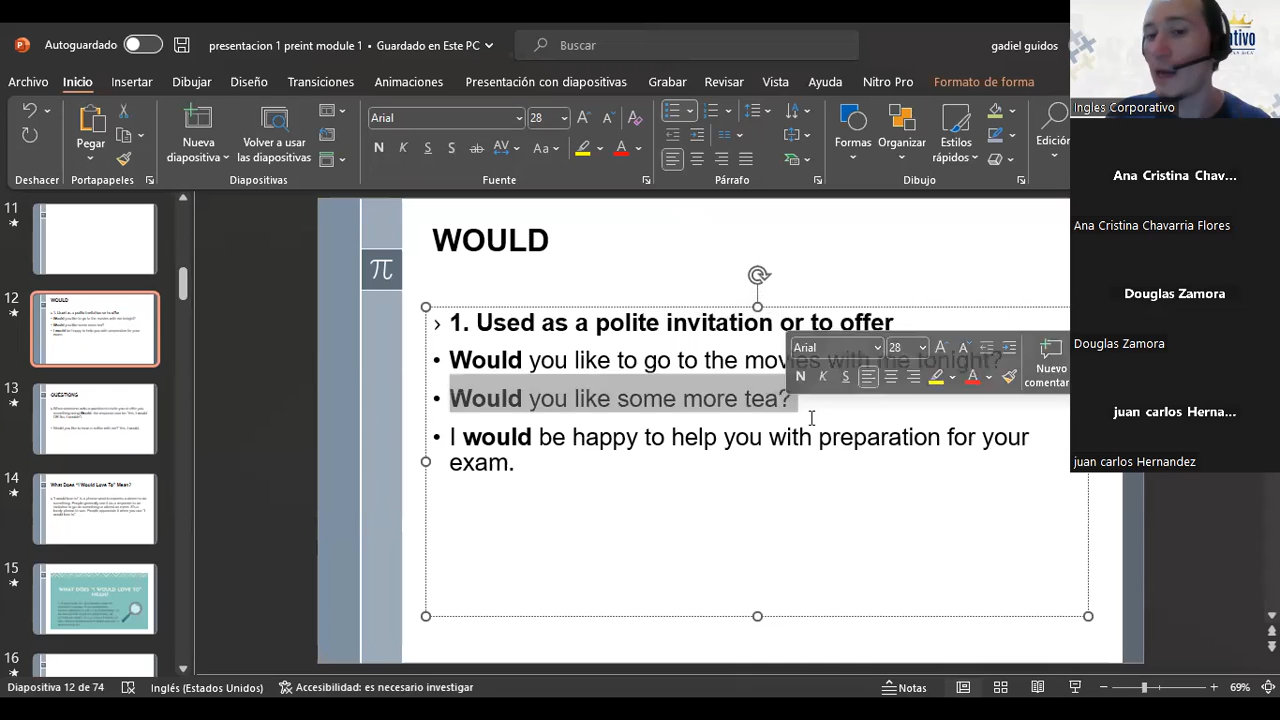 Autoguardado
presentacion 1 preint module 1 • Guardado en Este PC
Buscar
gadiel guidos
Archivo Inicio Insertar Dibujar Diseño Transiciones Animaciones Presentación con diapositivas Grabar Revisar Vista Ayuda Nitro Pro Formato de forma
Pegar
Nueva
diapositiva
Volver a usar
las diapositivas
Arial 28
N K S S ab AV Aa A
Formas Organizar Estilos
rápidos
Edición
Deshacer Portapapeles Diapositivas Fuente Párrafo Dibujo
Ingles Corporativo
Ana Cristina Chav...
Ana Cristina Chavarria Flores
Douglas Zamora
Douglas Zamora
juan carlos Herna...
juan carlos Hernandez
11
12
13
14
15
16
WOULD
QUESTIONS
What Does "I Would Love To" Mean?
WHAT DOES "I WOULD LOVE TO"
MEAN?
WOULD
π
› 1. Used as a polite invitation or to offer
• Would you like to go to the movies with me tonight?
• Would you like some more tea?
• I would be happy to help you with preparation for your
exam.
Arial 28
N K S
Nuevo
comentar
Diapositiva 12 de 74 Inglés (Estados Unidos) Accesibilidad: es necesario investigar Notas 69%